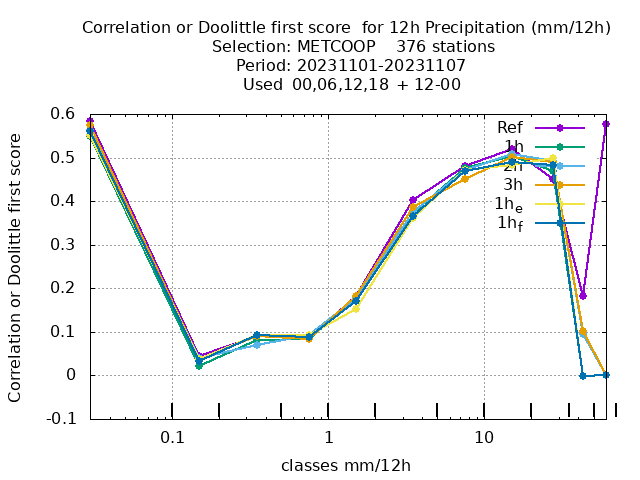 Correlation or Doolittle first score  for 12h Precipitation (mm/12h)
Selection: METCOOP    376 stations
Period: 20231101-20231107
Used  00,06,12,18  + 12-00
Correlation or Doolittle first score
0.6
0.5
0.4
0.3
0.2
0.1
0
-0.1
0.1
1
10
classes mm/12h
Ref
1h
2h
3h
1he
1hf